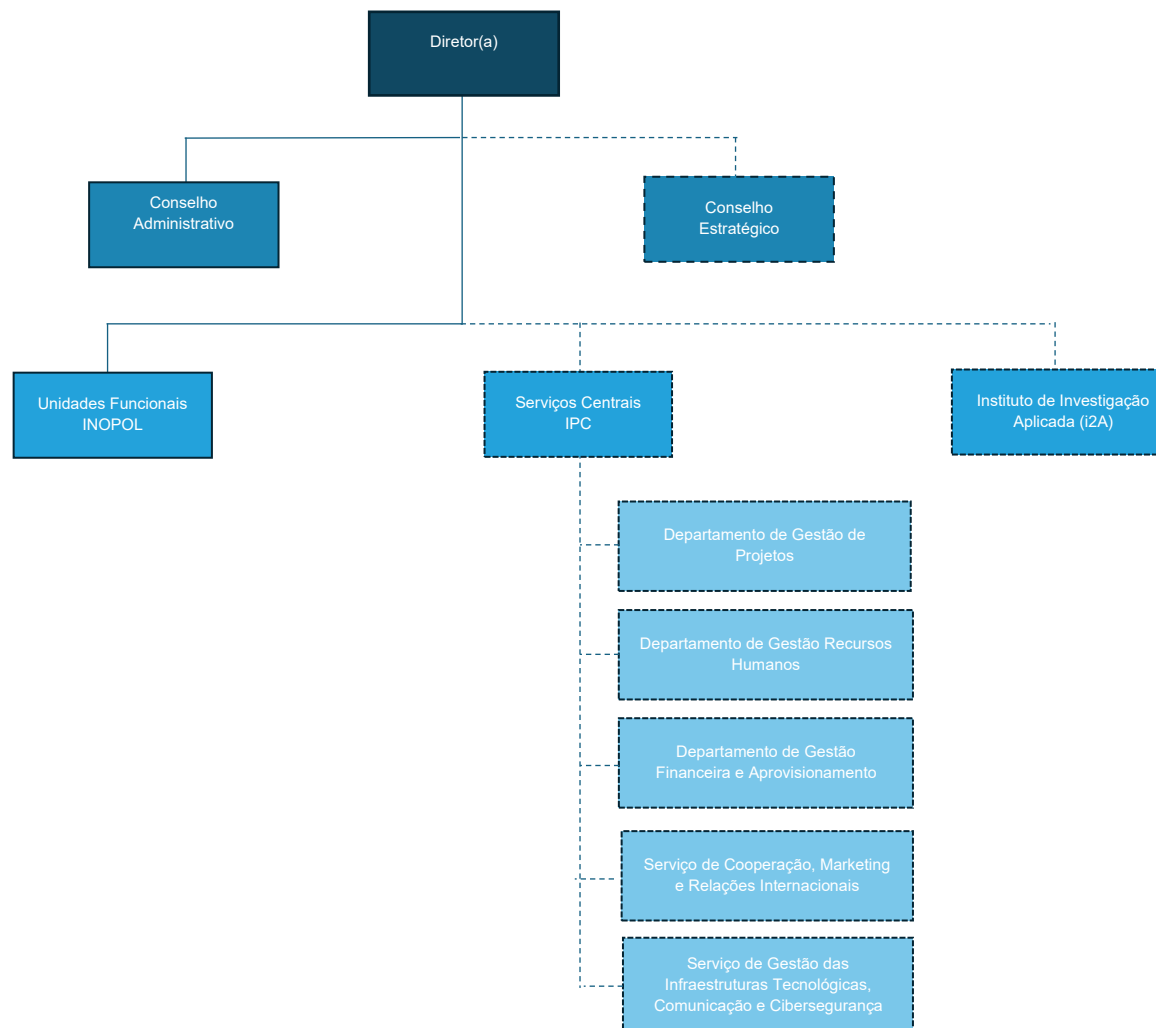 Diretor(a)
Conselho
Administrativo
Conselho
Estratégico
Unidades Funcionais
INOPOL
Serviços Centrais
IPC
Instituto de Investigação
Aplicada (i2A)
Departamento de Gestão de
Projetos
Departamento de Gestão Recursos
Humanos
Departamento de Gestão
Financeira e Aprovisionamento
Serviço de Cooperação, Marketing
e Relações Internacionais
Serviço de Gestão das
Infraestruturas Tecnológicas,
Comunicação e Cibersegurança